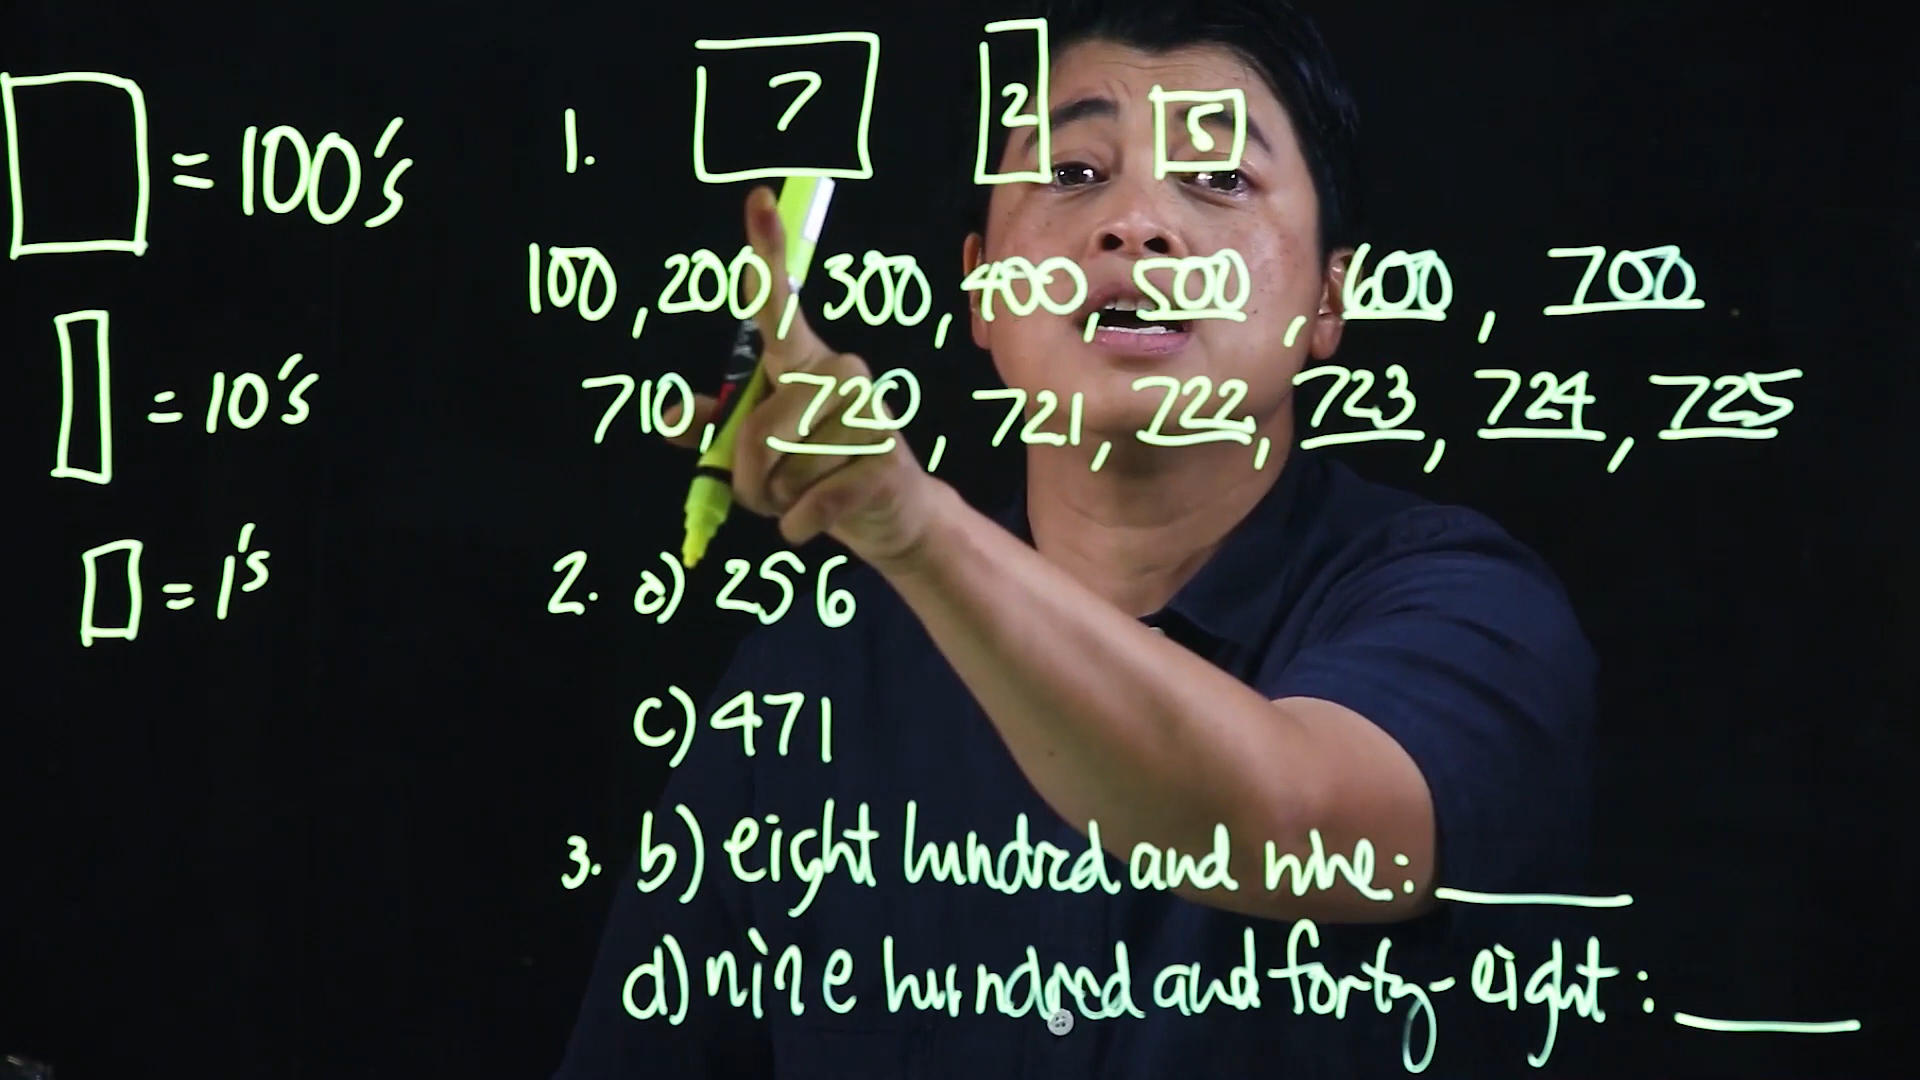 = 100's
= 10's
= 1's
1. 7 2 5
100, 200, 300, 400, 500, 600, 700
710, 720, 721, 722, 723, 724, 725
2. a) 256
c) 471
3. b) eight hundred and nine: ____
d) nine hundred and forty-eight: ____